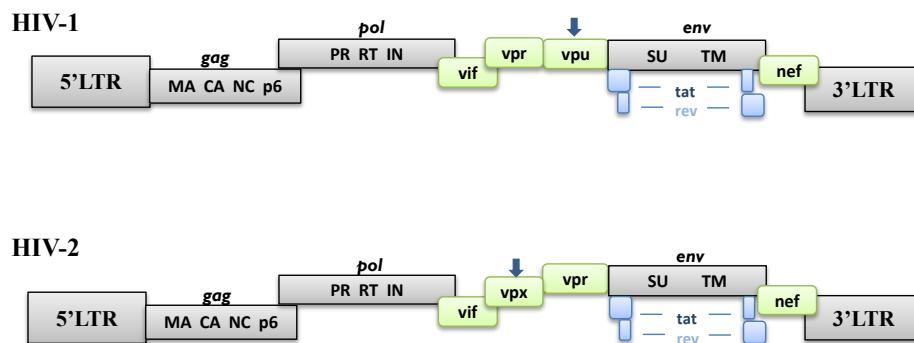 HIV-1
pol
env
gag
PR RT IN
vpr
vpu
SU TM
5'LTR
vif
nef
MA CA NC p6
tat
3'LTR
rev
HIV-2
pol
env
gag
PR RT IN
vpx
vpr
SU TM
5'LTR
vif
nef
MA CA NC p6
tat
3'LTR
rev